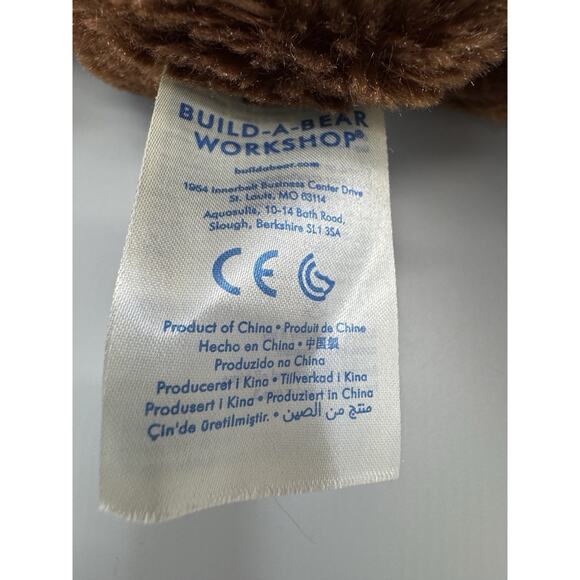 BUILD-A-BEAR
WORKSHOP®
buildabear.com
1954 Innerbelt Business Center Drive
St. Louis, MO 63114
Aquasulis, 10-14 Bath Road,
Slough, Berkshire SL1 3SA
CE
Product of China • Produit de Chine
Hecho en China • 中国製
Produzido na China
Produceret i Kina • Tillverkad i Kina
Produsert i Kina • Produziert in China
Çin'de üretilmiştir. • منتج من الصين